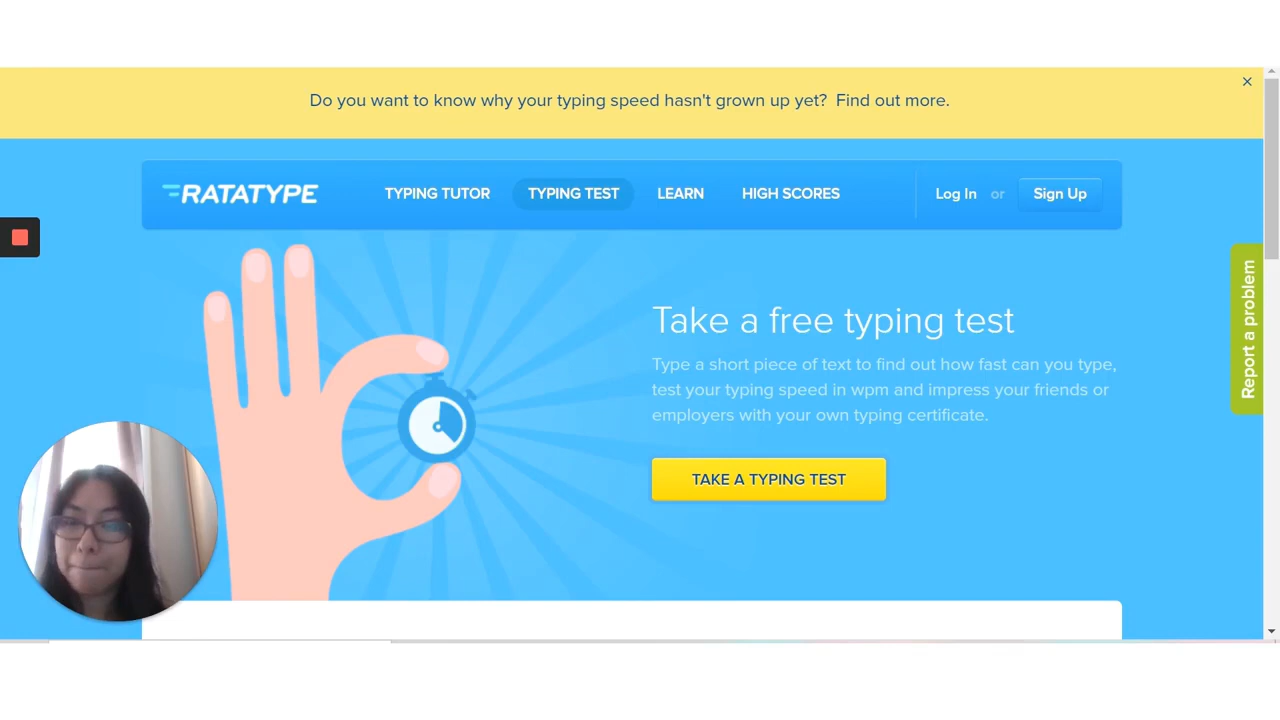 Do you want to know why your typing speed hasn't grown up yet? Find out more.
RATATYPE TYPING TUTOR TYPING TEST LEARN HIGH SCORES Log In or Sign Up
Take a free typing test
Type a short piece of text to find out how fast can you type,
test your typing speed in wpm and impress your friends or
employers with your own typing certificate.
TAKE A TYPING TEST
Report a problem